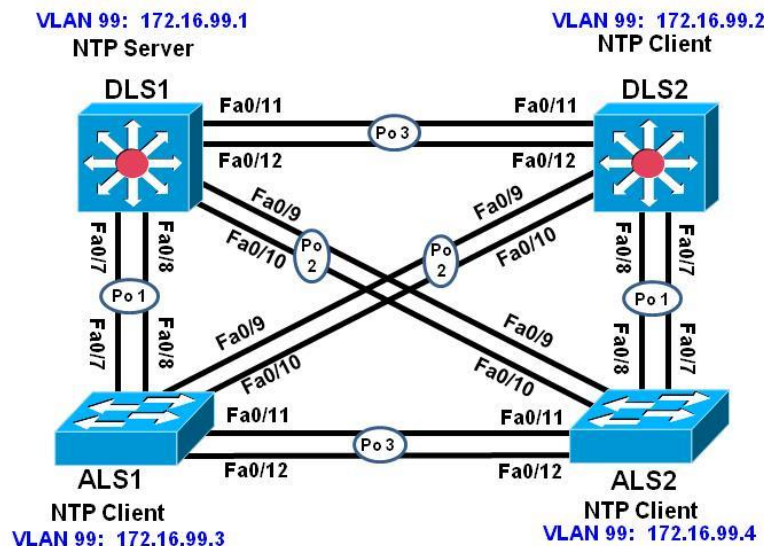 VLAN 99: 172.16.99.1
NTP Server
DLS1
VLAN 99: 172.16.99.2
NTP Client
DLS2
Fa0/11
Fa0/11
Po 3
Fa0/12
Fa0/12
Fa0/9
Fa0/10
Po 2
Fa0/9
Fa0/10
Po 2
Fa0/7
Fa0/8
Po 1
Fa0/7
Fa0/8
Fa0/8
Fa0/7
Po 1
Fa0/8
Fa0/7
Fa0/9
Fa0/10
Fa0/9
Fa0/10
Fa0/11
Fa0/11
Po 3
Fa0/12
Fa0/12
ALS1
NTP Client
VLAN 99: 172.16.99.3
ALS2
NTP Client
VLAN 99: 172.16.99.4